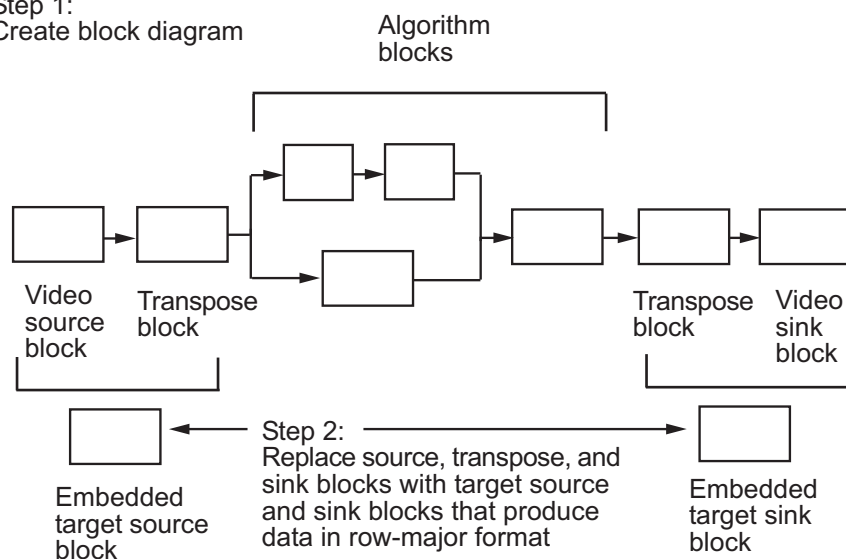 Step 1:
Create block diagram
Algorithm
blocks
Video
source
block
Transpose
block
Transpose
block
Video
sink
block
Step 2:
Replace source, transpose, and
sink blocks with target source
and sink blocks that produce
data in row-major format
Embedded
target source
block
Embedded
target sink
block